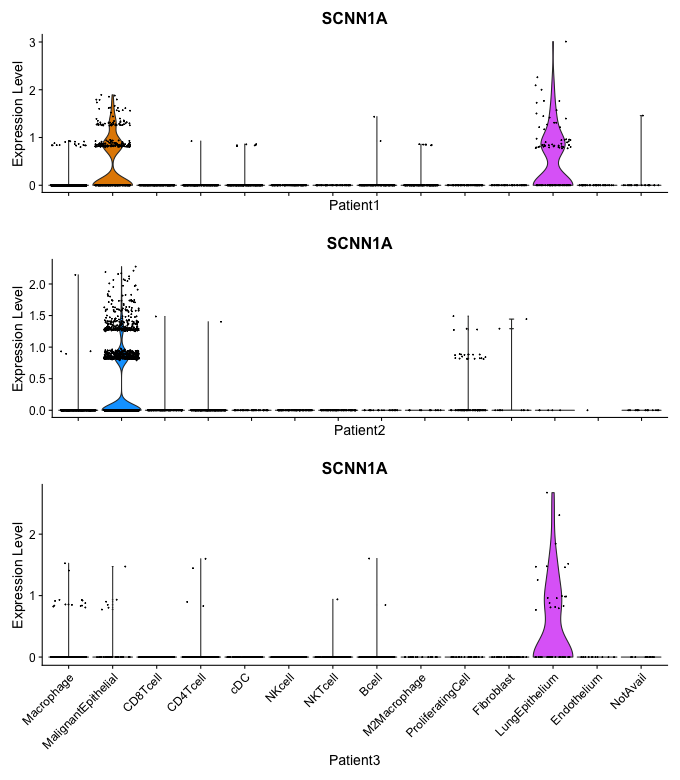 SCNN1A
Expression Level
3
2
1
0
Patient1
SCNN1A
Expression Level
2.0
1.5
1.0
0.5
0.0
Patient2
SCNN1A
Expression Level
2
1
0
Macrophage
MalignantEpithelial
CD8Tcell
CD4Tcell
cDC
NKcell
NKTcell
Bcell
M2Macrophage
ProliferatingCell
Fibroblast
LungEpithelium
Endothelium
NotAvail
Patient3